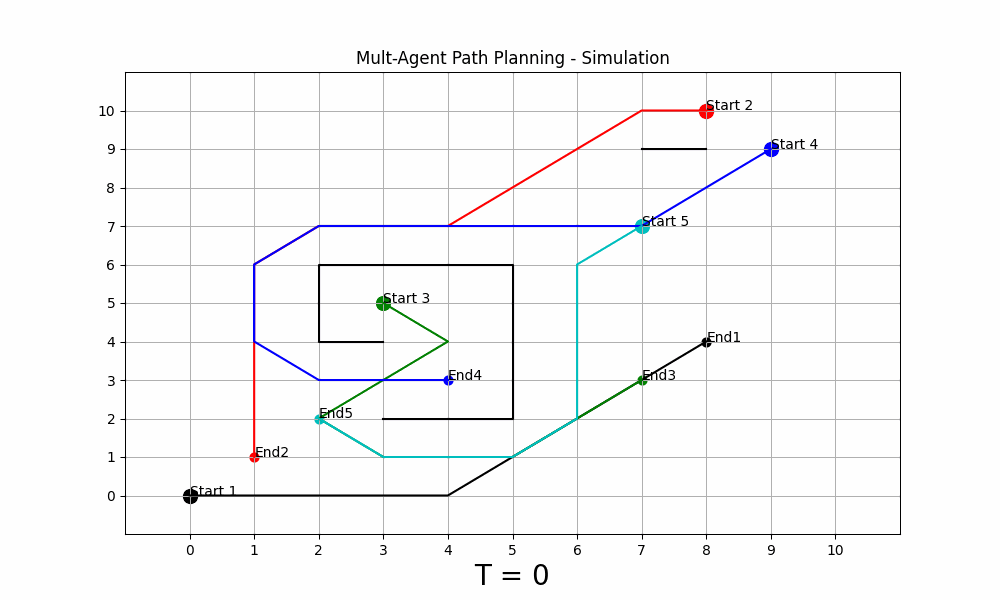 Mult-Agent Path Planning - Simulation
10
Start 2
9
Start 4
8
7
Start 5
6
5
Start 3
4
End1
3
End4
End3
2
End5
1
End2
0
Start 1
0 1 2 3 4 5 6 7 8 9 10
T = 0